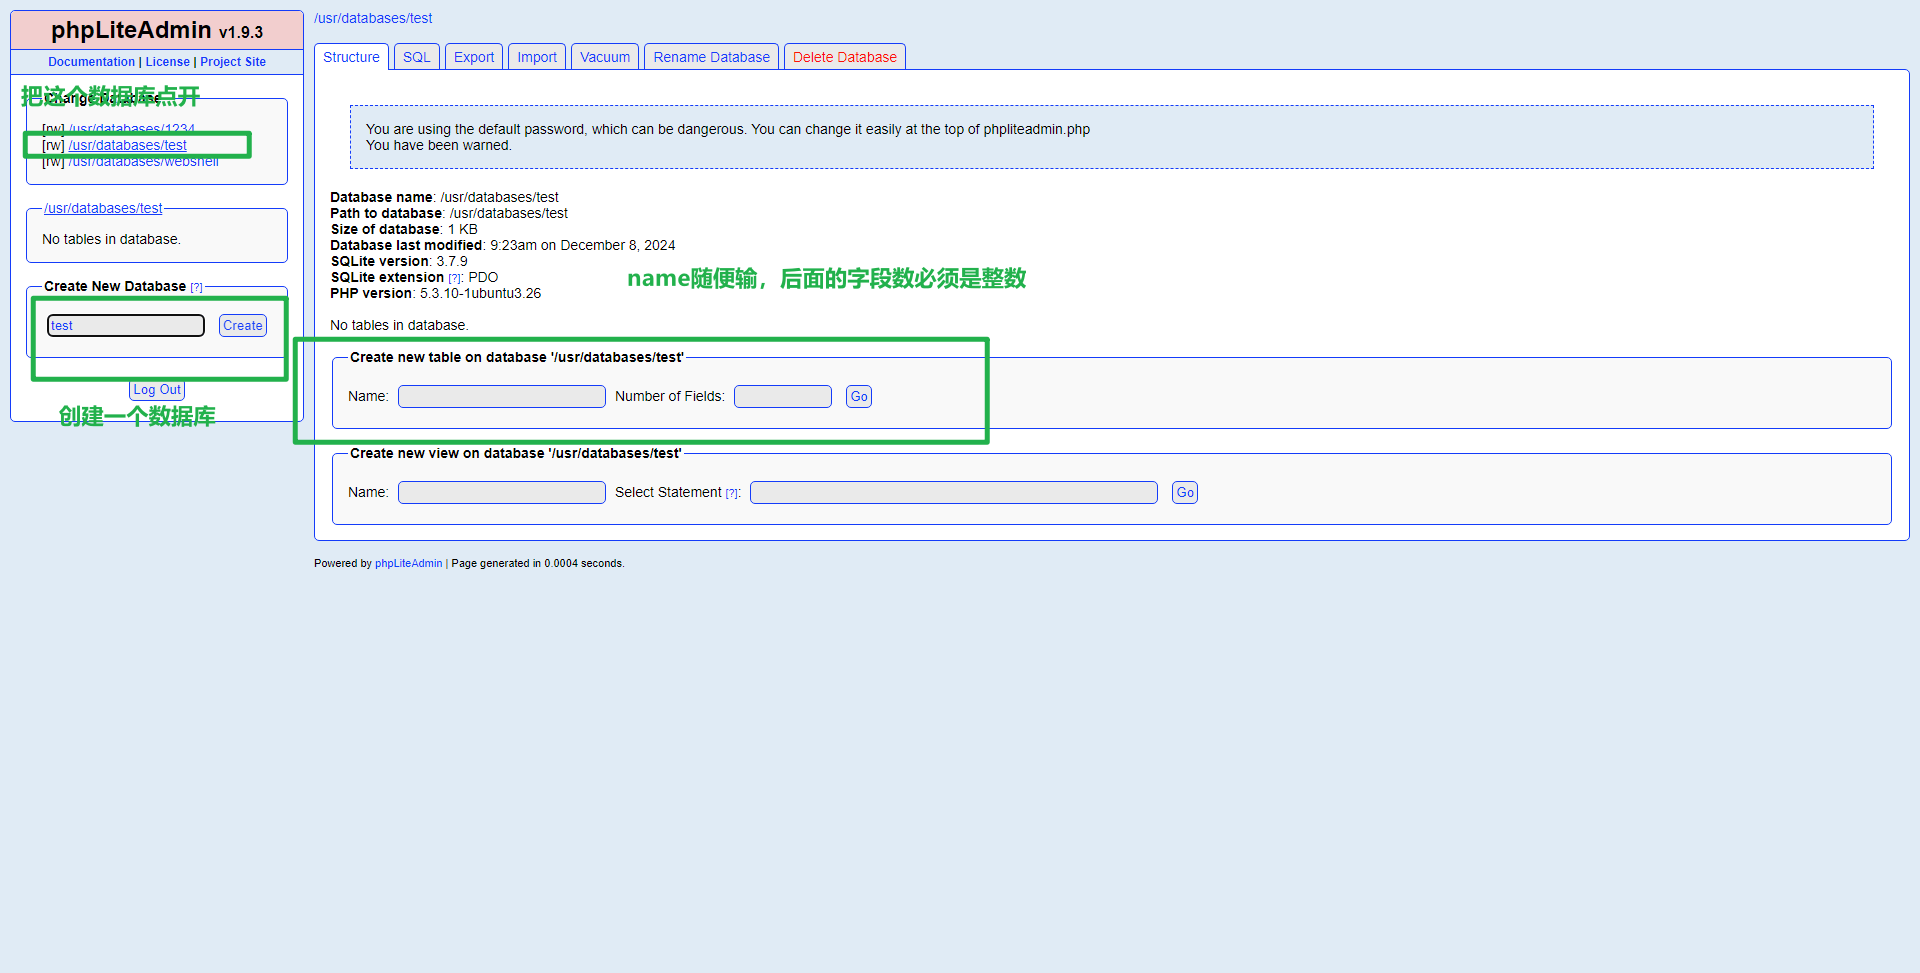 phpLiteAdmin v1.9.3
Documentation | License | Project Site
把这个数据库点开
Change Database
[rw] /usr/databases/1234
[rw] /usr/databases/test
[rw] /usr/databases/webshell
/usr/databases/test
No tables in database.
Create New Database [?]
test
Create
Log Out
创建一个数据库
/usr/databases/test
Structure
SQL
Export
Import
Vacuum
Rename Database
Delete Database
You are using the default password, which can be dangerous. You can change it easily at the top of phpliteadmin.php
You have been warned.
Database name: /usr/databases/test
Path to database: /usr/databases/test
Size of database: 1 KB
Database last modified: 9:23am on December 8, 2024
SQLite version: 3.7.9
SQLite extension [?]: PDO
name随便输，后面的字段数必须是整数
PHP version: 5.3.10-1ubuntu3.26
No tables in database.
Create new table on database '/usr/databases/test'
Name: Number of Fields: Go
Create new view on database '/usr/databases/test'
Name: Select Statement [?]: Go
Powered by phpLiteAdmin | Page generated in 0.0004 seconds.